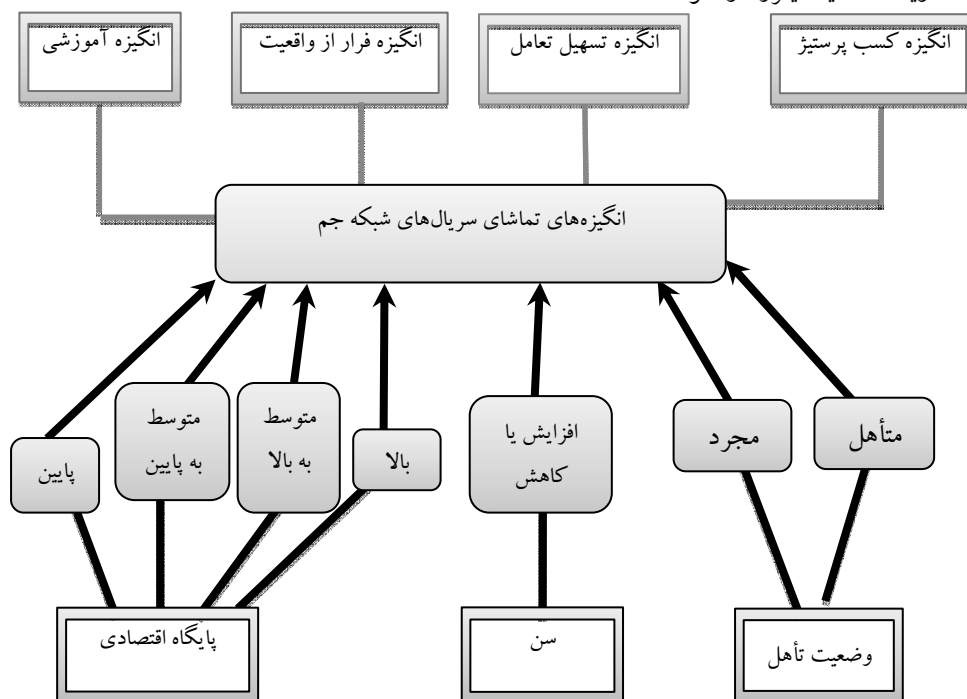 انگیزه کسب پرستیژ
انگیزه تسهیل تعامل
انگیزه فرار از واقعیت
انگیزه آموزشی
انگیزه‌های تماشای سریال‌های شبکه جم
متأهل
مجرد
افزایش یا
کاهش
بالا
متوسط
به بالا
متوسط
به پایین
پایین
وضعیت تأهل
سن
پایگاه اقتصادی